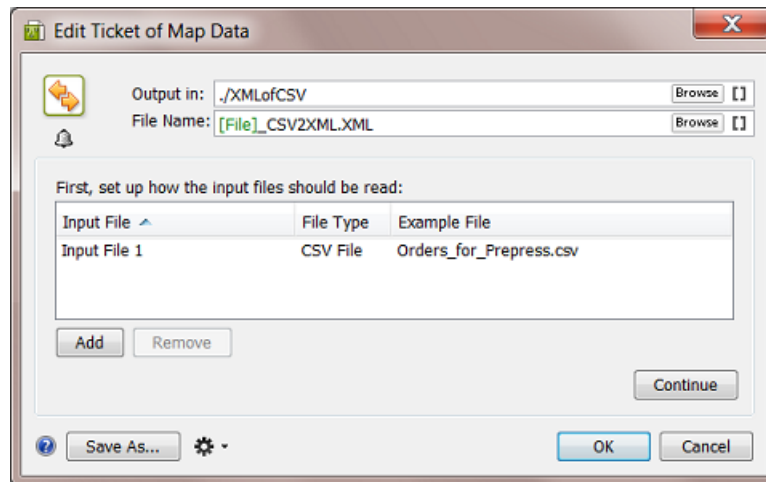 Edit Ticket of Map Data
Output in: ./XMLofCSV Browse []
File Name: [File]_CSV2XML.XML Browse []
First, set up how the input files should be read:
Input File File Type Example File
Input File 1 CSV File Orders_for_Prepress.csv
Add Remove
Continue
Save As... OK Cancel